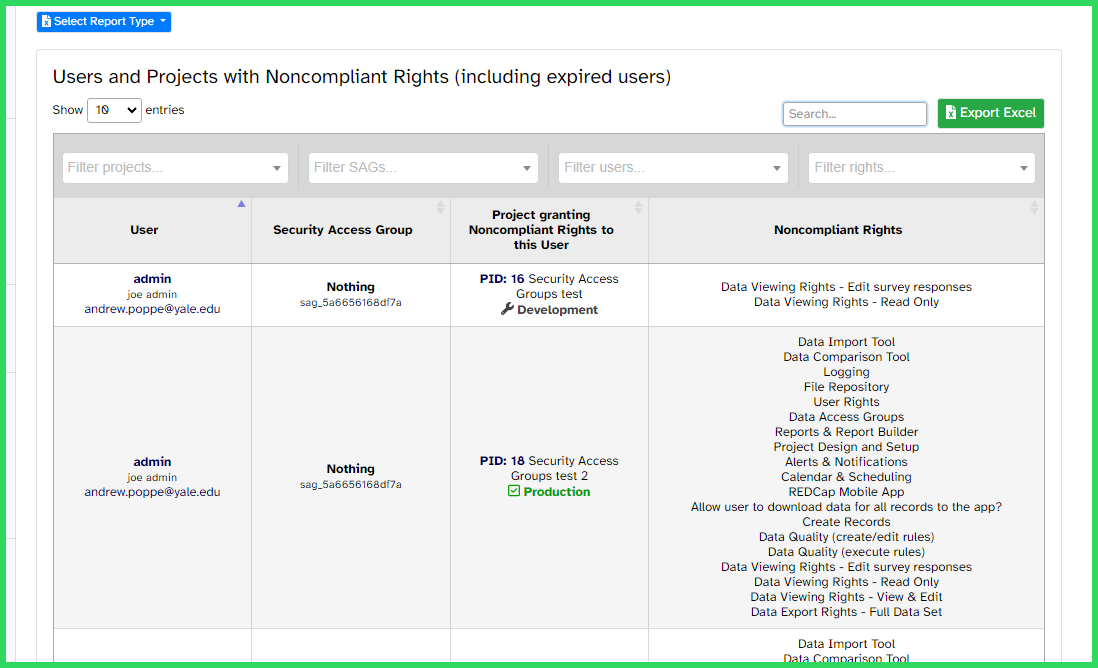 Select Report Type
Users and Projects with Noncompliant Rights (including expired users)
Show 10 entries
Search...
Export Excel
Filter projects...
Filter SAGs...
Filter users...
Filter rights...
User
Security Access Group
Project granting
Noncompliant Rights to
this User
Noncompliant Rights
admin
joe admin
andrew.poppe@yale.edu
Nothing
sag_5a6656168df7a
PID: 16 Security Access
Groups test
Development
Data Viewing Rights - Edit survey responses
Data Viewing Rights - Read Only
admin
joe admin
andrew.poppe@yale.edu
Nothing
sag_5a6656168df7a
PID: 18 Security Access
Groups test 2
Production
Data Import Tool
Data Comparison Tool
Logging
File Repository
User Rights
Data Access Groups
Reports & Report Builder
Project Design and Setup
Alerts & Notifications
Calendar & Scheduling
REDCap Mobile App
Allow user to download data for all records to the app?
Create Records
Data Quality (create/edit rules)
Data Quality (execute rules)
Data Viewing Rights - Edit survey responses
Data Viewing Rights - Read Only
Data Viewing Rights - View & Edit
Data Export Rights - Full Data Set
Data Import Tool
Data Comparison Tool